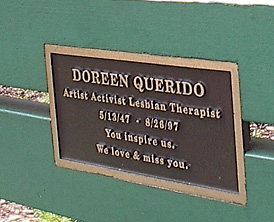 DOREEN QUERIDO
Artist Activist Lesbian Therapist
5/13/47 - 8/26/97
You inspire us.
We love & miss you.